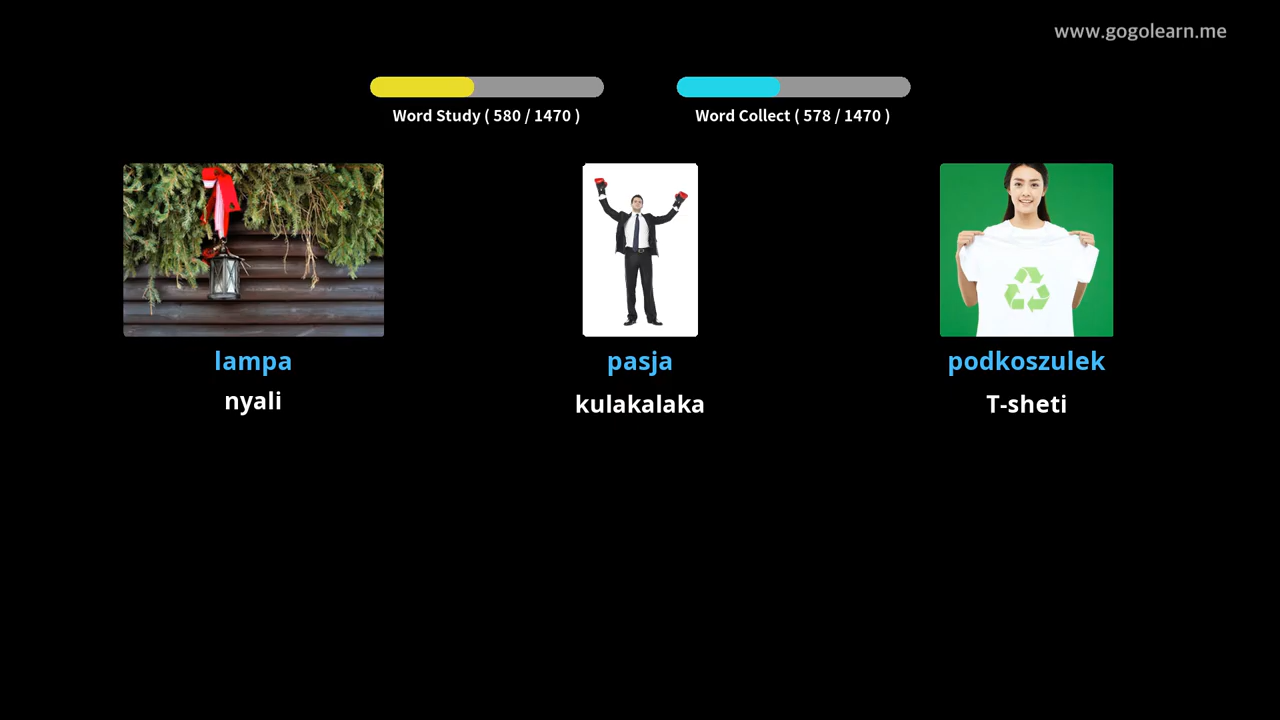 www.gogolearn.me
Word Study ( 580 / 1470 )
Word Collect ( 578 / 1470 )
lampa
nyali
pasja
kulakalaka
podkoszulek
T-sheti